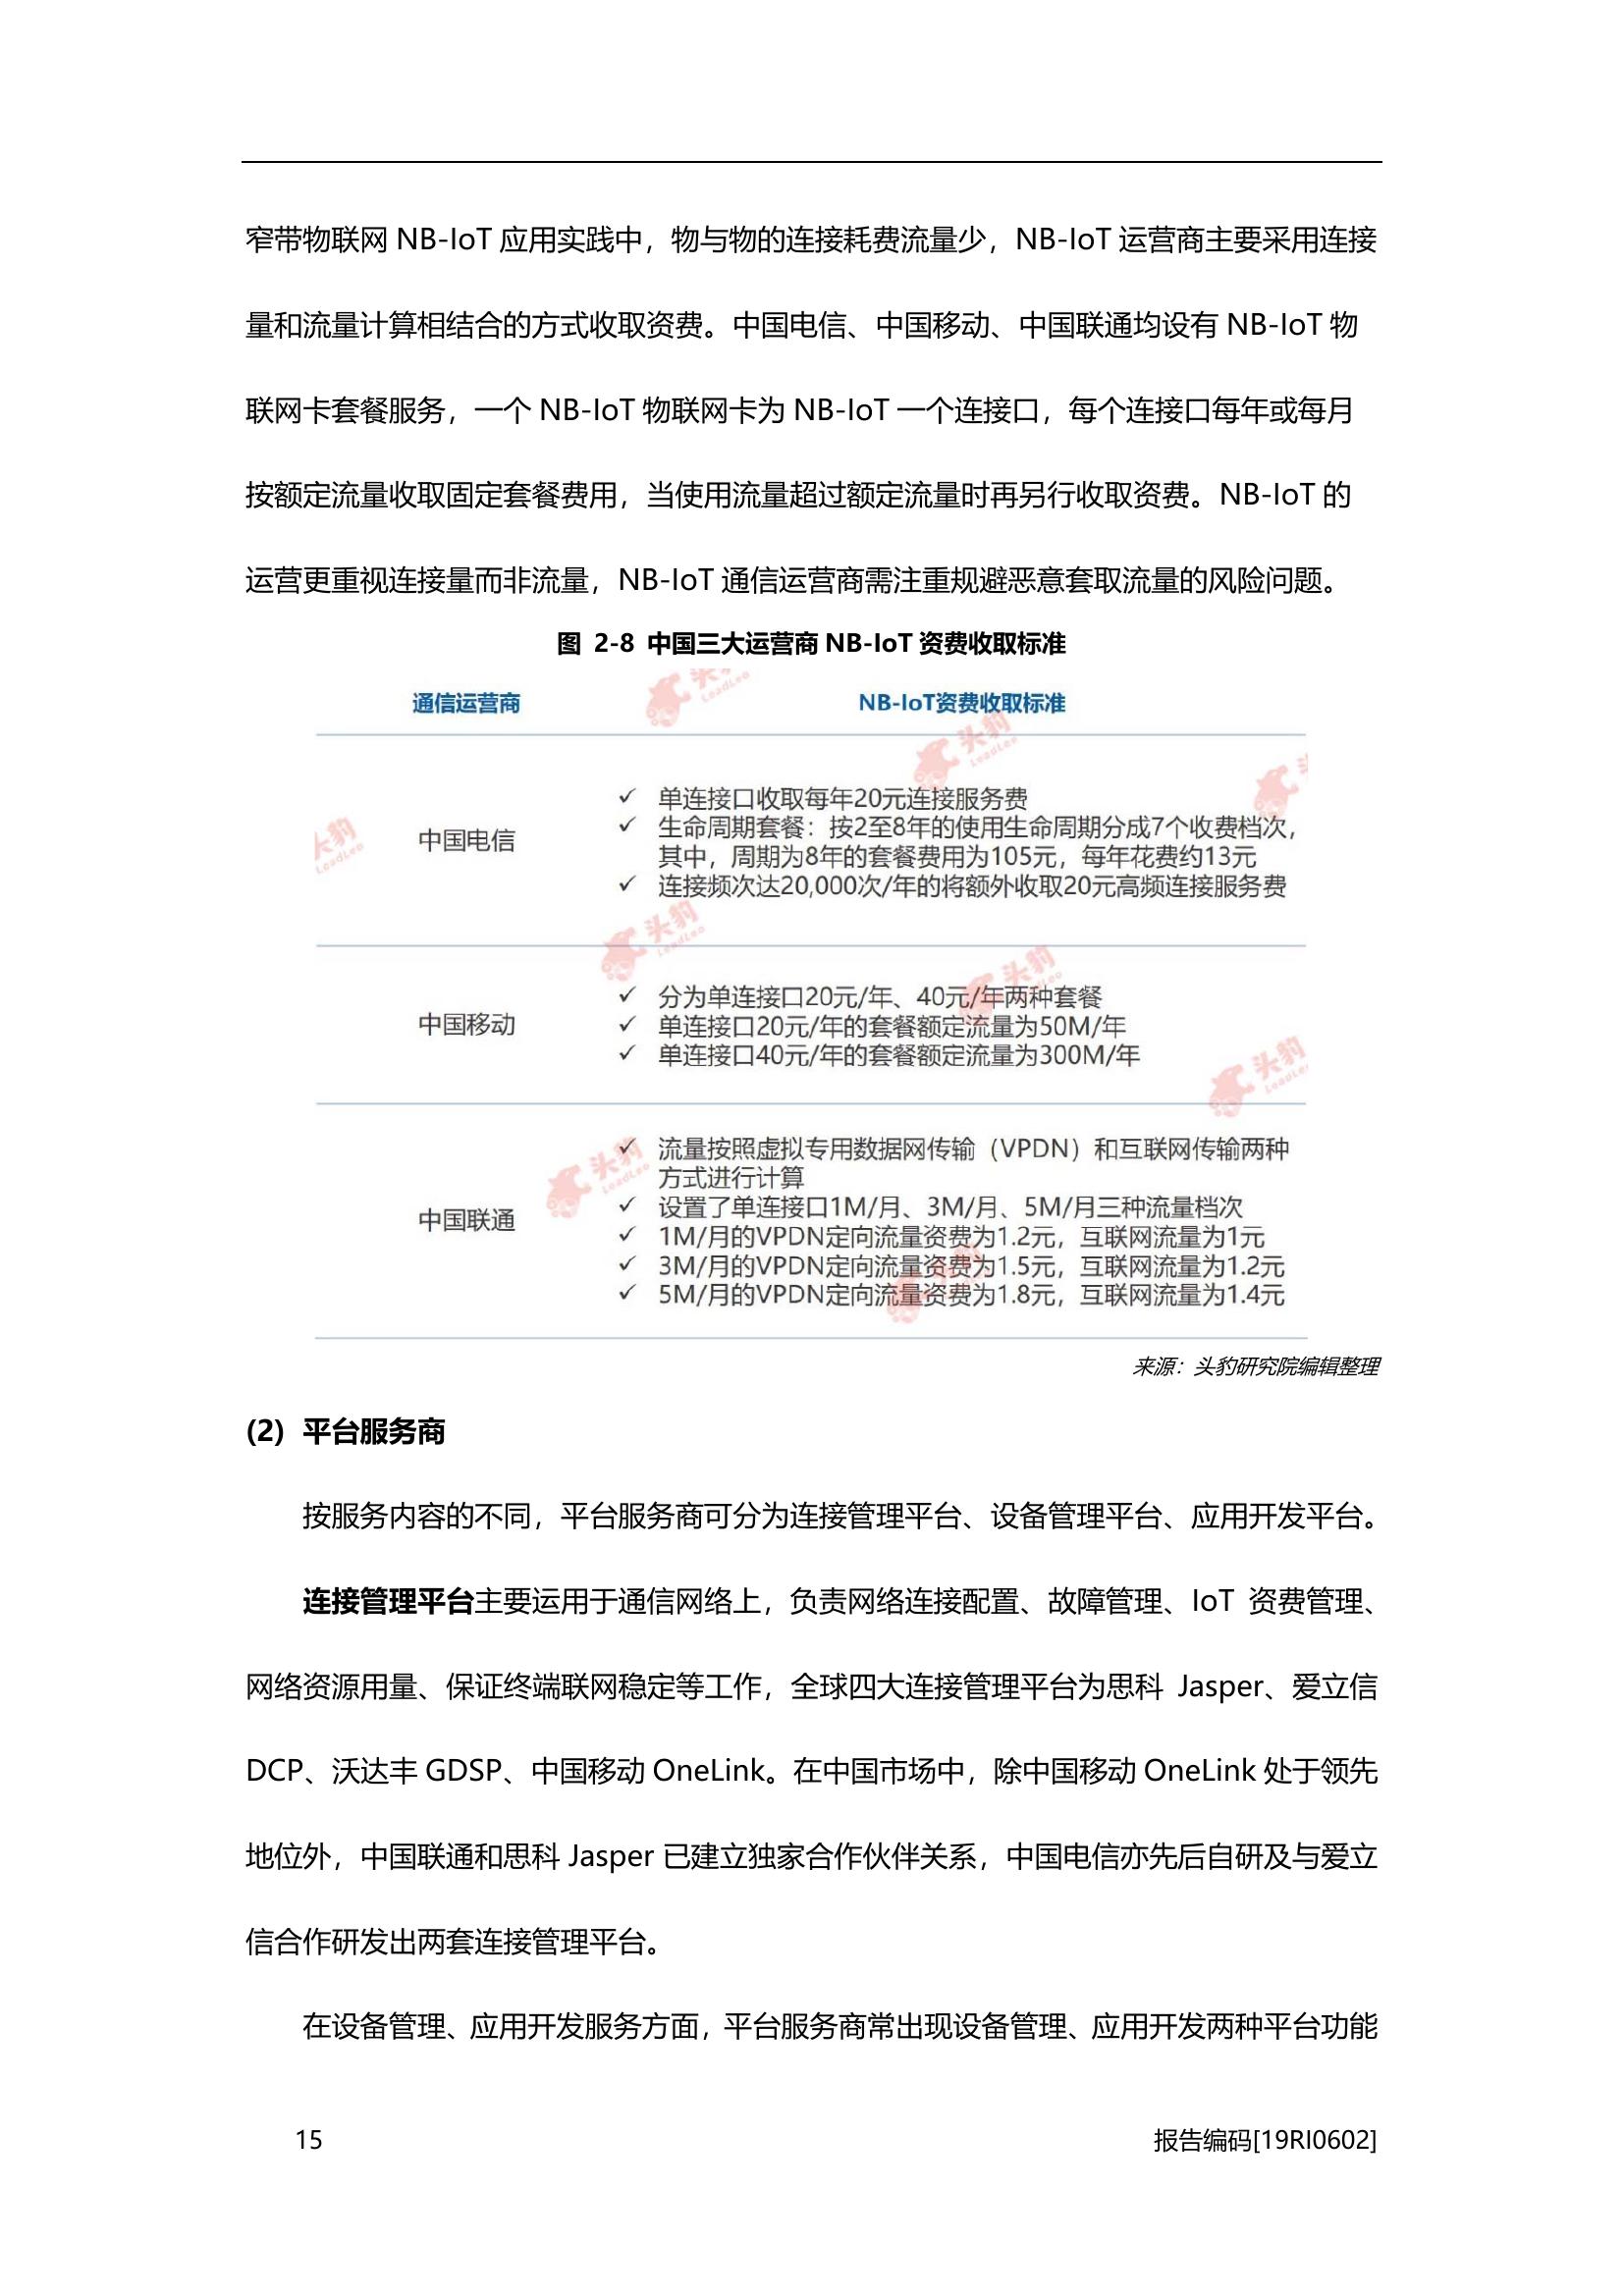 窄带物联网 NB-IoT 应用实践中，物与物的连接耗费流量少，NB-IoT 运营商主要采用连接
量和流量计算相结合的方式收取资费。中国电信、中国移动、中国联通均设有 NB-IoT 物
联网卡套餐服务，一个 NB-IoT 物联网卡为 NB-IoT 一个连接口，每个连接口每年或每月
按额定流量收取固定套餐费用，当使用流量超过额定流量时再另行收取资费。NB-IoT 的
运营更重视连接量而非流量，NB-IoT 通信运营商需注重规避恶意套取流量的风险问题。
图 2-8 中国三大运营商 NB-IoT 资费收取标准
通信运营商 NB-IoT资费收取标准
中国电信
✓ 单连接口收取每年20元连接服务费
✓ 生命周期套餐：按2至8年的使用生命周期分成7个收费档次，
其中，周期为8年的套餐费用为105元，每年花费约13元
✓ 连接频次达20,000次/年的将额外收取20元高频连接服务费
中国移动
✓ 分为单连接口20元/年、40元/年两种套餐
✓ 单连接口20元/年的套餐额定流量为50M/年
✓ 单连接口40元/年的套餐额定流量为300M/年
中国联通
✓ 流量按照虚拟专用数据网传输（VPDN）和互联网传输两种
方式进行计算
✓ 设置了单连接口1M/月、3M/月、5M/月三种流量档次
✓ 1M/月的VPDN定向流量资费为1.2元，互联网流量为1元
✓ 3M/月的VPDN定向流量资费为1.5元，互联网流量为1.2元
✓ 5M/月的VPDN定向流量资费为1.8元，互联网流量为1.4元
来源：头豹研究院编辑整理
(2) 平台服务商
按服务内容的不同，平台服务商可分为连接管理平台、设备管理平台、应用开发平台。
连接管理平台主要运用于通信网络上，负责网络连接配置、故障管理、IoT 资费管理、
网络资源用量、保证终端联网稳定等工作，全球四大连接管理平台为思科 Jasper、爱立信
DCP、沃达丰 GDSP、中国移动 OneLink。在中国市场中，除中国移动 OneLink 处于领先
地位外，中国联通和思科 Jasper 已建立独家合作伙伴关系，中国电信亦先后自研及与爱立
信合作研发出两套连接管理平台。
在设备管理、应用开发服务方面，平台服务商常出现设备管理、应用开发两种平台功能
15 报告编码[19RI0602]